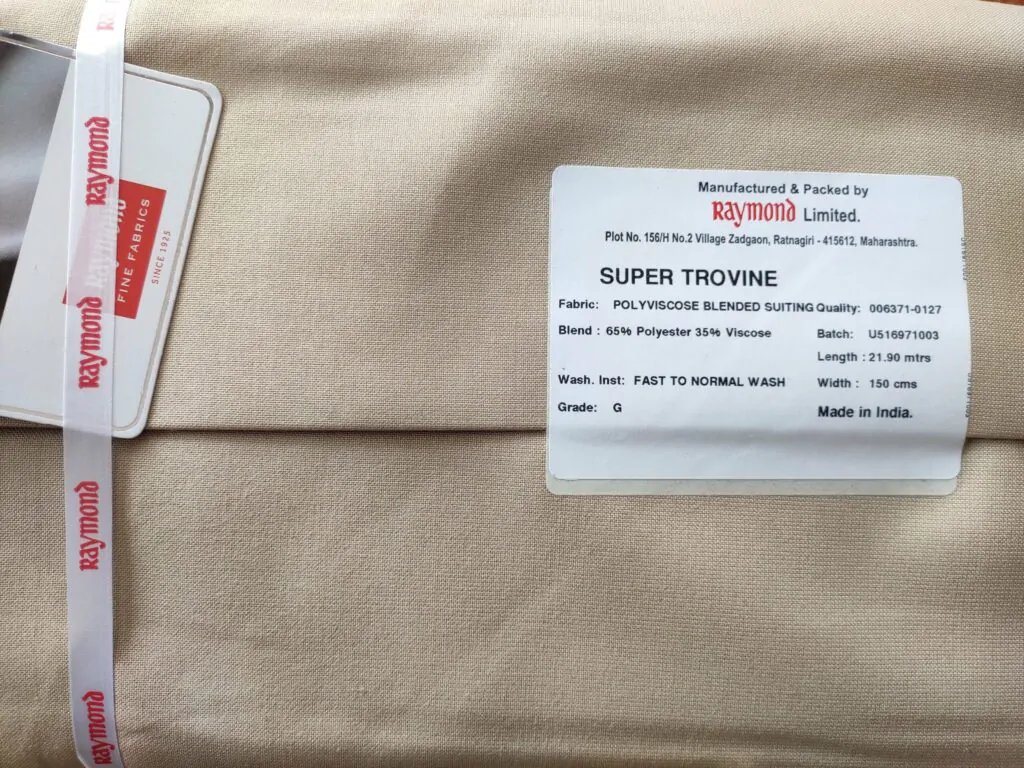 Raymond
FINE FABRICS
SINCE 1925
Raymond
Raymond
Raymond
Raymond
Manufactured & Packed by
Raymond Limited.
Plot No. 156/H No.2 Village Zadgaon, Ratnagiri - 415612, Maharashtra.
SUPER TROVINE
Fabric: POLYVISCOSE BLENDED SUITING Quality: 006371-0127
Blend : 65% Polyester 35% Viscose Batch: U516971003
Length : 21.90 mtrs
Wash. Inst: FAST TO NORMAL WASH Width : 150 cms
Grade: G Made in India.